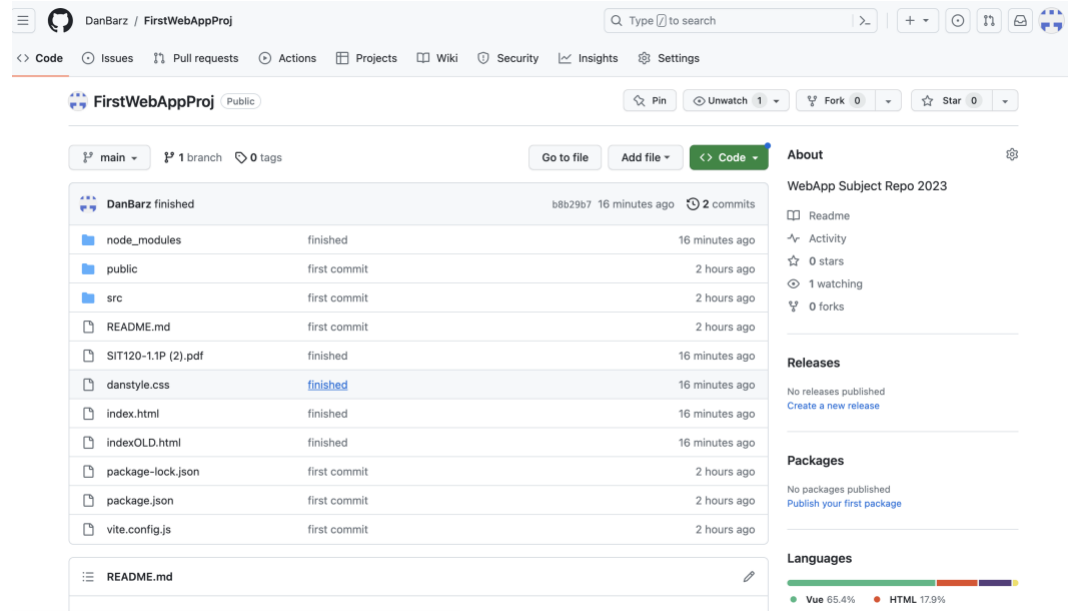 DanBarz / FirstWebAppProj
Type / to search
Code Issues Pull requests Actions Projects Wiki Security Insights Settings
FirstWebAppProj Public
Pin Unwatch 1 Fork 0 Star 0
main 1 branch 0 tags Go to file Add file Code
DanBarz finished b8b29b7 16 minutes ago 2 commits
node_modules finished 16 minutes ago
public first commit 2 hours ago
src first commit 2 hours ago
README.md first commit 2 hours ago
SIT120-1.1P (2).pdf finished 16 minutes ago
danstyle.css finished 16 minutes ago
index.html finished 16 minutes ago
indexOLD.html finished 16 minutes ago
package-lock.json first commit 2 hours ago
package.json first commit 2 hours ago
vite.config.js first commit 2 hours ago
README.md
About
WebApp Subject Repo 2023
Readme
Activity
0 stars
1 watching
0 forks
Releases
No releases published
Create a new release
Packages
No packages published
Publish your first package
Languages
Vue 65.4% HTML 17.9%